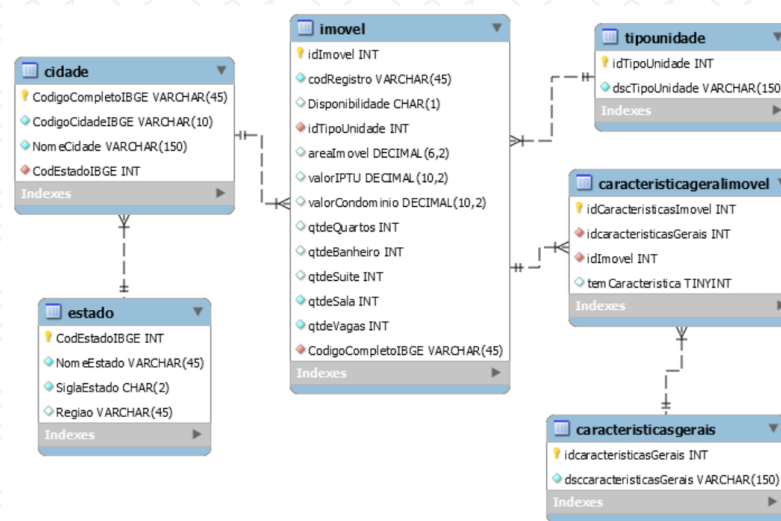 cidade
CodigoCompletoIBGE VARCHAR(45)
CodigoCidadeIBGE VARCHAR(10)
NomeCidade VARCHAR(150)
CodEstadoIBGE INT
Indexes
estado
CodEstadoIBGE INT
NomeEstado VARCHAR(45)
SiglaEstado CHAR(2)
Regiao VARCHAR(45)
Indexes
imovel
idImovel INT
codRegistro VARCHAR(45)
Disponibilidade CHAR(1)
idTipoUnidade INT
areaImovel DECIMAL(6,2)
valorIPTU DECIMAL(10,2)
valorCondominio DECIMAL(10,2)
qtdeQuartos INT
qtdeBanheiro INT
qtdeSuite INT
qtdeSala INT
qtdeVagas INT
CodigoCompletoIBGE VARCHAR(45)
Indexes
tipounidade
idTipoUnidade INT
dscTipoUnidade VARCHAR(150
Indexes
caracteristicageralimovel
idCaracteristicasImovel INT
idcaracteristicasGerais INT
idImovel INT
temCaracteristica TINYINT
Indexes
caracteristicasgerais
idcaracteristicasGerais INT
dsccaracteristicasGerais VARCHAR(150)
Indexes